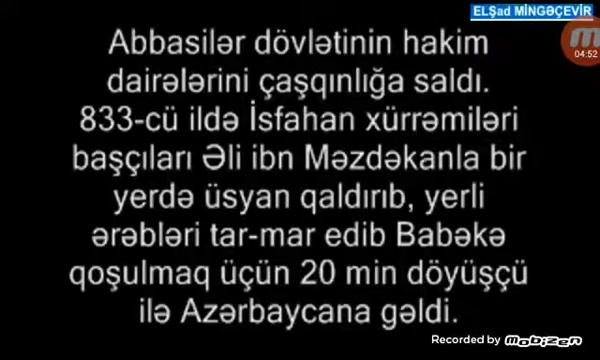 ELŞad MİNGƏÇEVİR
Abbasilər dövlətinin hakim
dairələrini çaşqınlığa saldı.
833-cü ildə İsfahan xürrəmiləri
başçıları Əli ibn Məzdəkanla bir
yerdə üsyan qaldırıb, yerli
ərəbləri tar-mar edib Babəkə
qoşulmaq üçün 20 min döyüşçü
ilə Azərbaycana gəldi.
04:52
Recorded by Mobizen